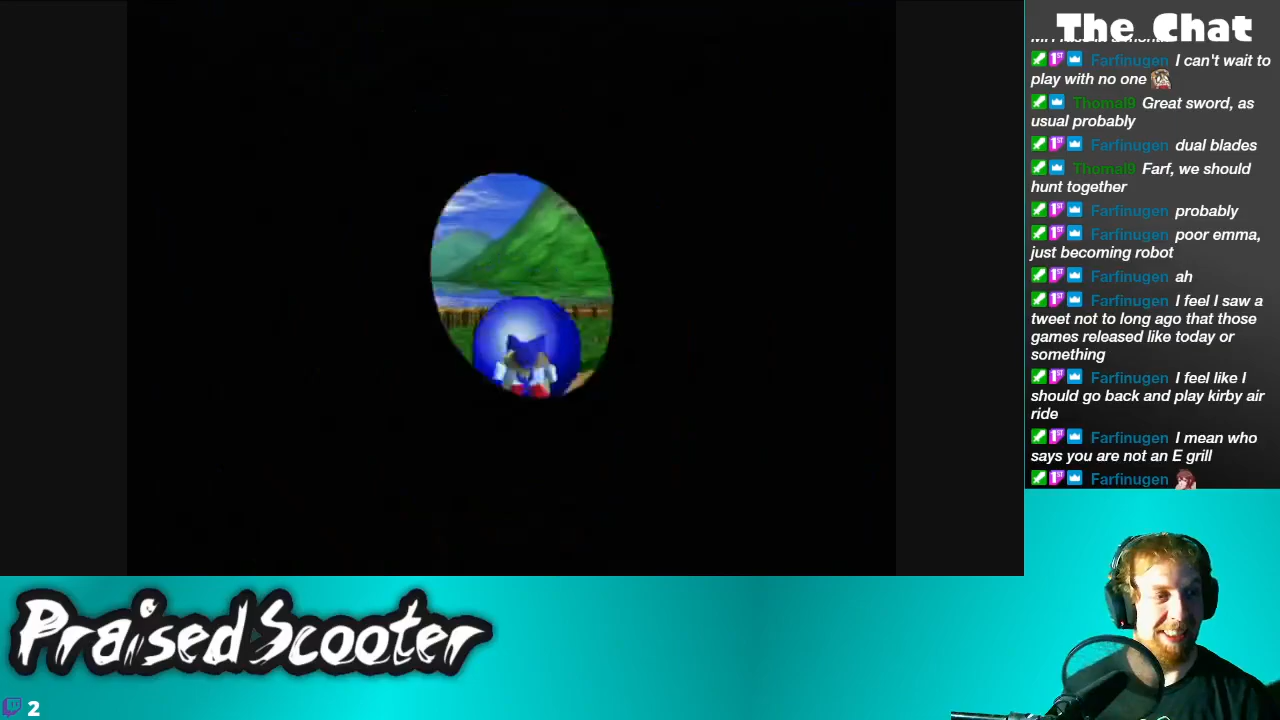 The Chat
Farfinugen I can't wait to
play with no one
Thomal9 Great sword, as
usual probably
Farfinugen dual blades
Thomal9 Farf, we should
hunt together
Farfinugen probably
Farfinugen poor emma,
just becoming robot
Farfinugen ah
Farfinugen I feel I saw a
tweet not to long ago that those
games released like today or
something
Farfinugen I feel like I
should go back and play kirby air
ride
Farfinugen I mean who
says you are not an E grill
Farfinugen
Praised Scooter
2